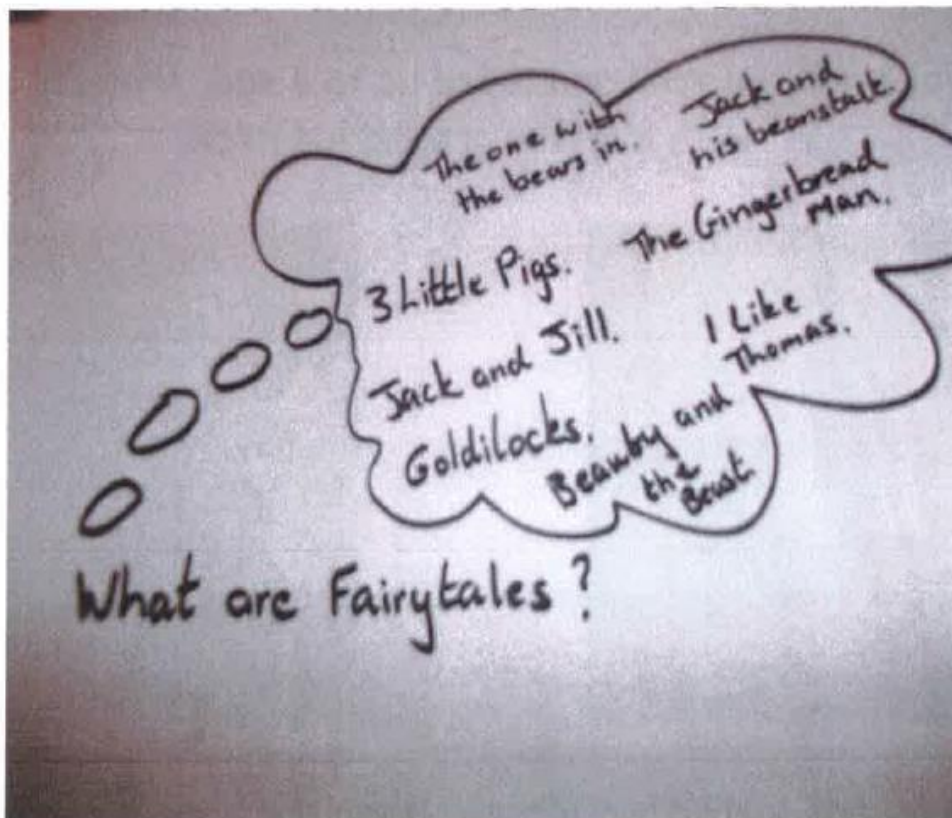 The one with
the bears in.
Jack and
his beanstalk.
3 Little Pigs.
The Gingerbread
Man.
Jack and Jill.
I Like
Thomas.
Goldilocks.
Beauty and
the
Beast.
What are Fairytales?